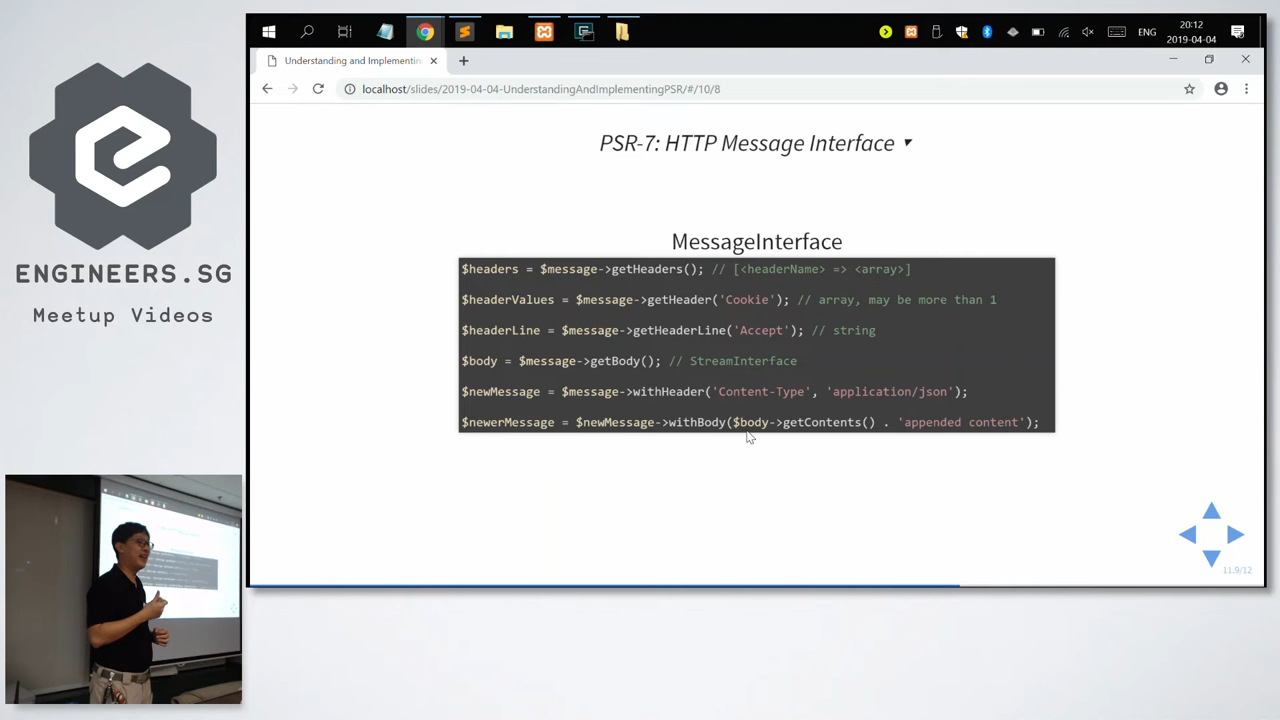 ENGINEERS.SG
Meetup Videos
ENG
20:12
2019-04-04
Understanding and Implementin
localhost/slides/2019-04-04-UnderstandingAndImplementingPSR/#/10/8
PSR-7: HTTP Message Interface
MessageInterface
$headers = $message->getHeaders(); // [<headerName> => <array>]
$headerValues = $message->getHeader('Cookie'); // array, may be more than 1
$headerLine = $message->getHeaderLine('Accept'); // string
$body = $message->getBody(); // StreamInterface
$newMessage = $message->withHeader('Content-Type', 'application/json');
$newerMessage = $newMessage->withBody($body->getContents() . 'appended content');
11.9/12